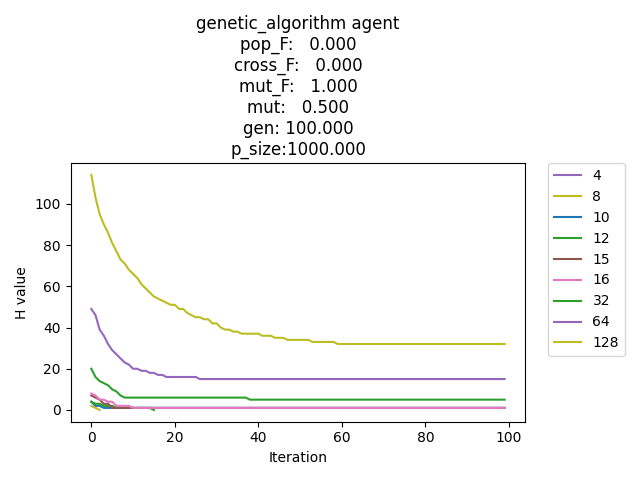 genetic_algorithm agent
pop_F: 0.000
cross_F: 0.000
mut_F: 1.000
mut: 0.500
gen: 100.000
p_size:1000.000
H value
100
80
60
40
20
0
0 20 40 60 80 100
Iteration
4
8
10
12
15
16
32
64
128